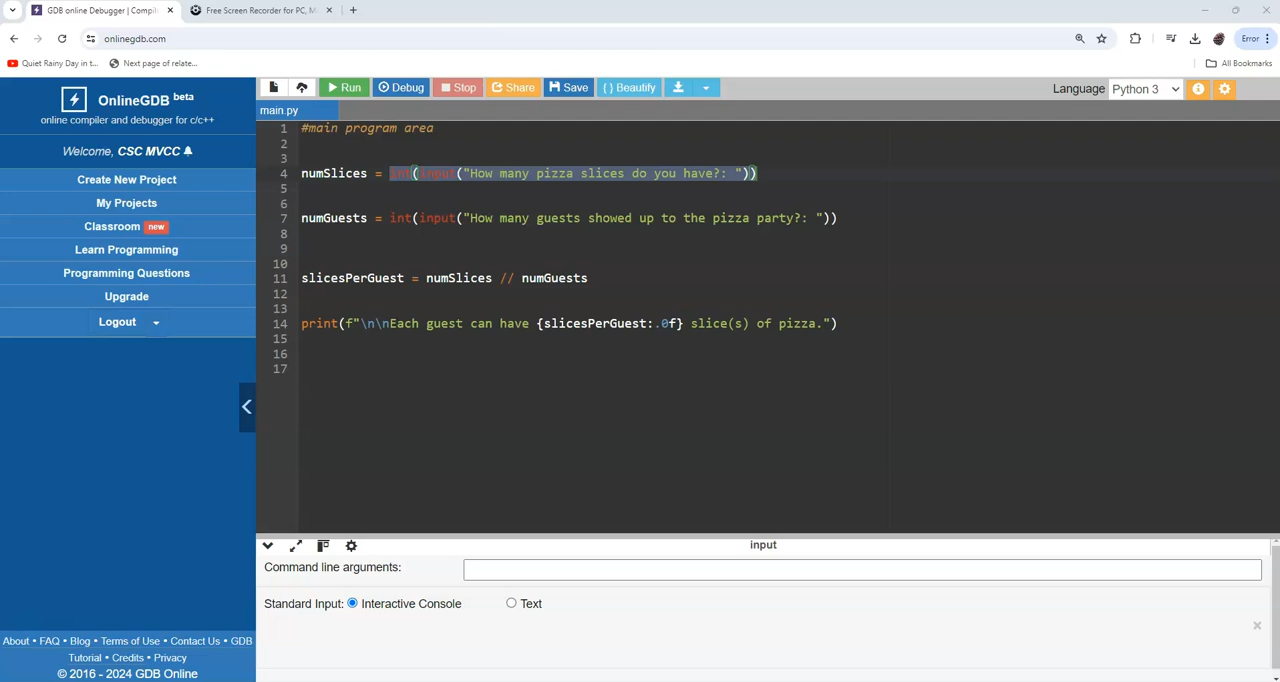 GDB online Debugger | Compil
Free Screen Recorder for PC, M
onlinegdb.com
Error
Quiet Rainy Day in t...
Next page of relate...
All Bookmarks
OnlineGDB beta
online compiler and debugger for c/c++
Welcome, CSC MVCC
Create New Project
My Projects
Classroom new
Learn Programming
Programming Questions
Upgrade
Logout
About • FAQ • Blog • Terms of Use • Contact Us • GDB
Tutorial • Credits • Privacy
© 2016 - 2024 GDB Online
Run Debug Stop Share Save { } Beautify
Language Python 3
main.py
1 #main program area
2
3
4 numSlices = int(input("How many pizza slices do you have?: "))
5
6
7 numGuests = int(input("How many guests showed up to the pizza party?: "))
8
9
10
11 slicesPerGuest = numSlices // numGuests
12
13
14 print(f"\n\nEach guest can have {slicesPerGuest:.0f} slice(s) of pizza.")
15
16
17
input
Command line arguments:
Standard Input: Interactive Console Text